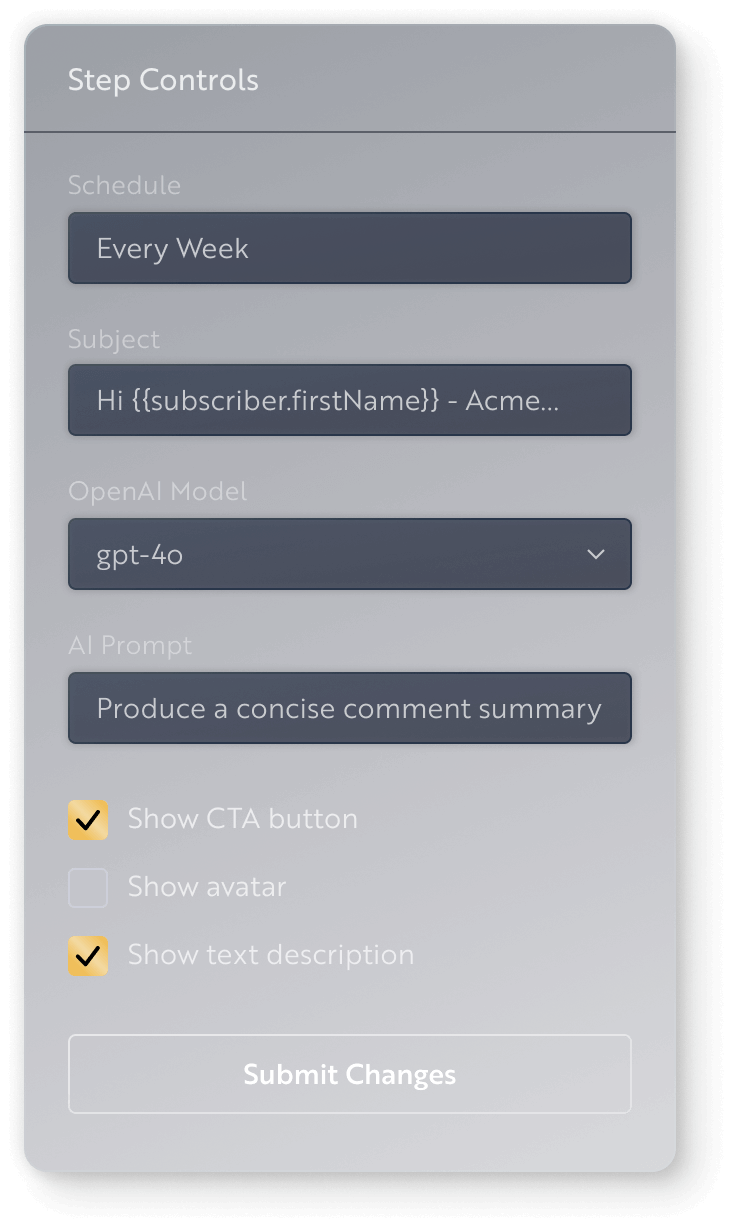 Step Controls
Schedule
Every Week
Subject
Hi {{subscriber.firstName}} - Acme...
OpenAI Model
gpt-4o
AI Prompt
Produce a concise comment summary
Show CTA button
Show avatar
Show text description
Submit Changes